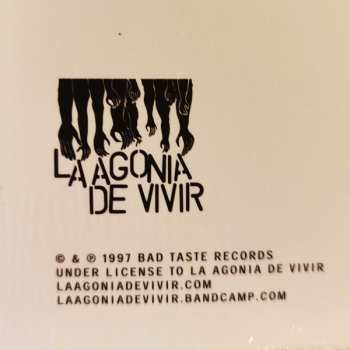 LA AGONIA
DE VIVIR
© & ℗ 1997 BAD TASTE RECORDS
UNDER LICENSE TO LA AGONIA DE VIVIR
LAAGONIADEVIVIR.COM
LAAGONIADEVIVIR.BANDCAMP.COM